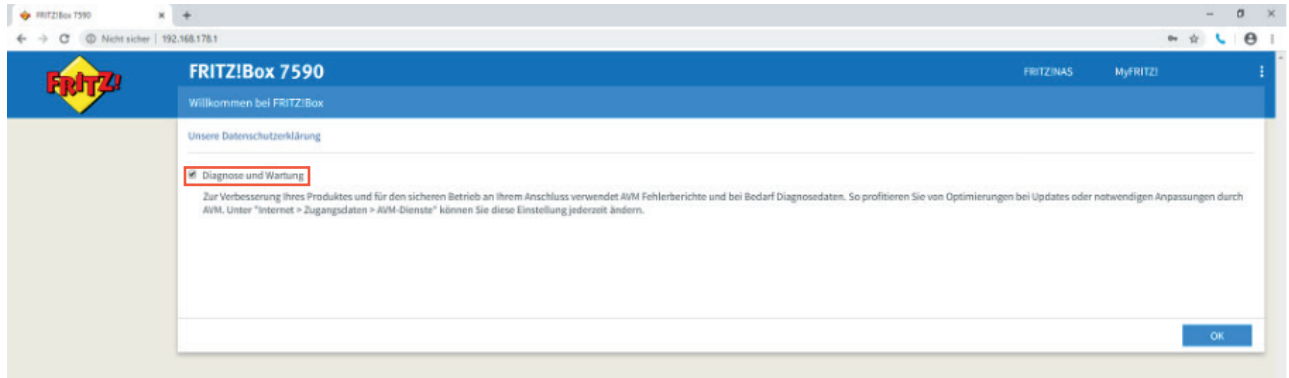 FRITZ!Box 7590
Nicht sicher | 192.168.178.1
FRITZ!
FRITZ!Box 7590
FRITZ!NAS
MyFRITZ!
Willkommen bei FRITZ!Box
Unsere Datenschutzerklärung
Diagnose und Wartung
Zur Verbesserung Ihres Produktes und für den sicheren Betrieb an Ihrem Anschluss verwendet AVM Fehlerberichte und bei Bedarf Diagnosedaten. So profitieren Sie von Optimierungen bei Updates oder notwendigen Anpassungen durch
AVM. Unter "Internet > Zugangsdaten > AVM-Dienste" können Sie diese Einstellung jederzeit ändern.
OK